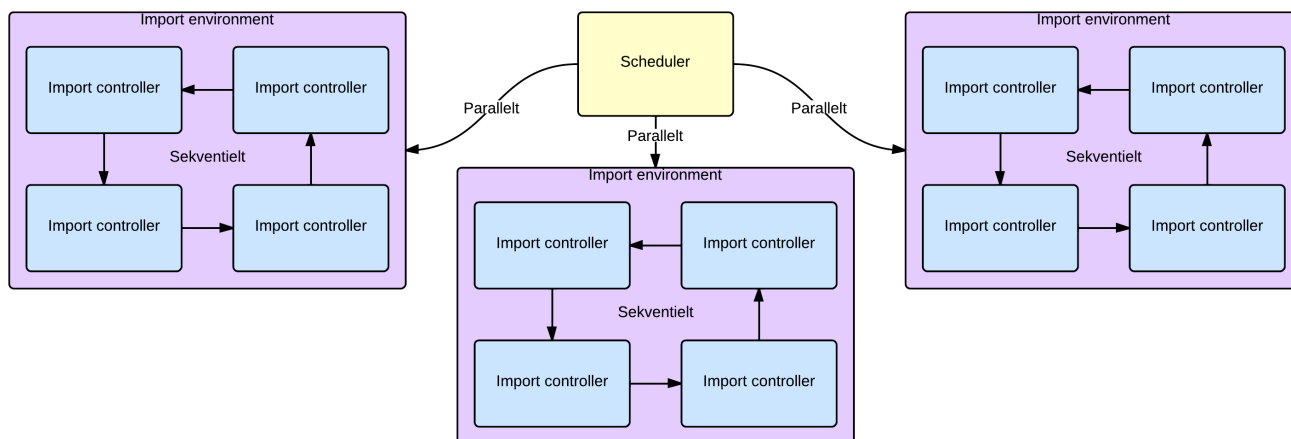 Import environment
Import controller
Import controller
Sekventielt
Import controller
Import controller
Scheduler
Parallelt
Parallelt
Parallelt
Import environment
Import controller
Import controller
Sekventielt
Import controller
Import controller
Import environment
Import controller
Import controller
Sekventielt
Import controller
Import controller